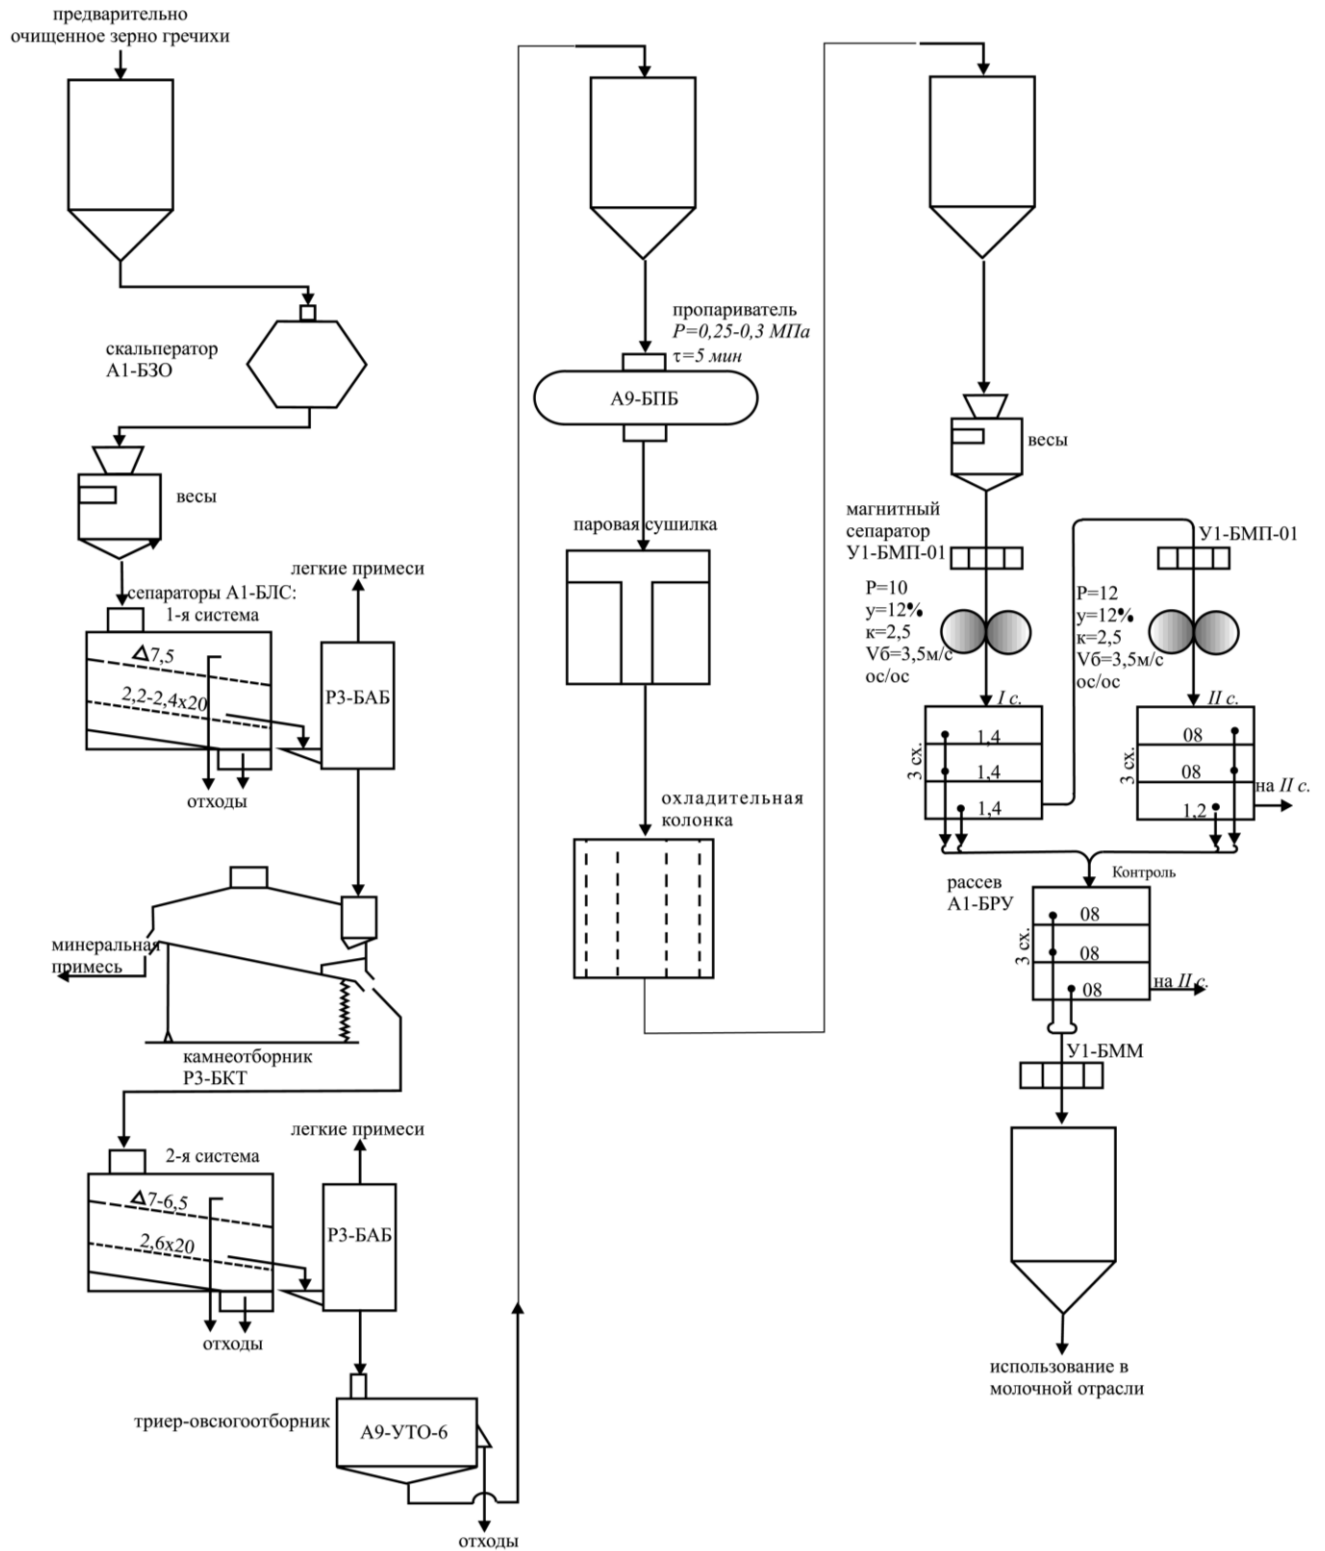 предварительно
очищенное зерно гречихи
скальператор
А1-БЗО
весы
сепараторы А1-БЛС:
1-я система
легкие примеси
Δ7,5
2,2-2,4х20
Р3-БАБ
отходы
минеральная
примесь
камнеотборник
Р3-БКТ
2-я система
легкие примеси
Δ7-6,5
2,6х20
Р3-БАБ
отходы
триер-овсюгоотборник
А9-УТО-6
отходы
пропариватель
Р=0,25-0,3 МПа
τ=5 мин
А9-БПБ
паровая сушилка
охладительная
колонка
весы
магнитный
сепаратор
У1-БМП-01
Р=10
у=12%
к=2,5
Vб=3,5м/с
ос/ос
I с.
3 сх.
1,4
1,4
1,4
У1-БМП-01
Р=12
у=12%
к=2,5
Vб=3,5м/с
ос/ос
II с.
3 сх.
08
08
1,2
на II с.
рассев
А1-БРУ
Контроль
3 сх.
08
08
08
на II с.
У1-БММ
использование в
молочной отрасли